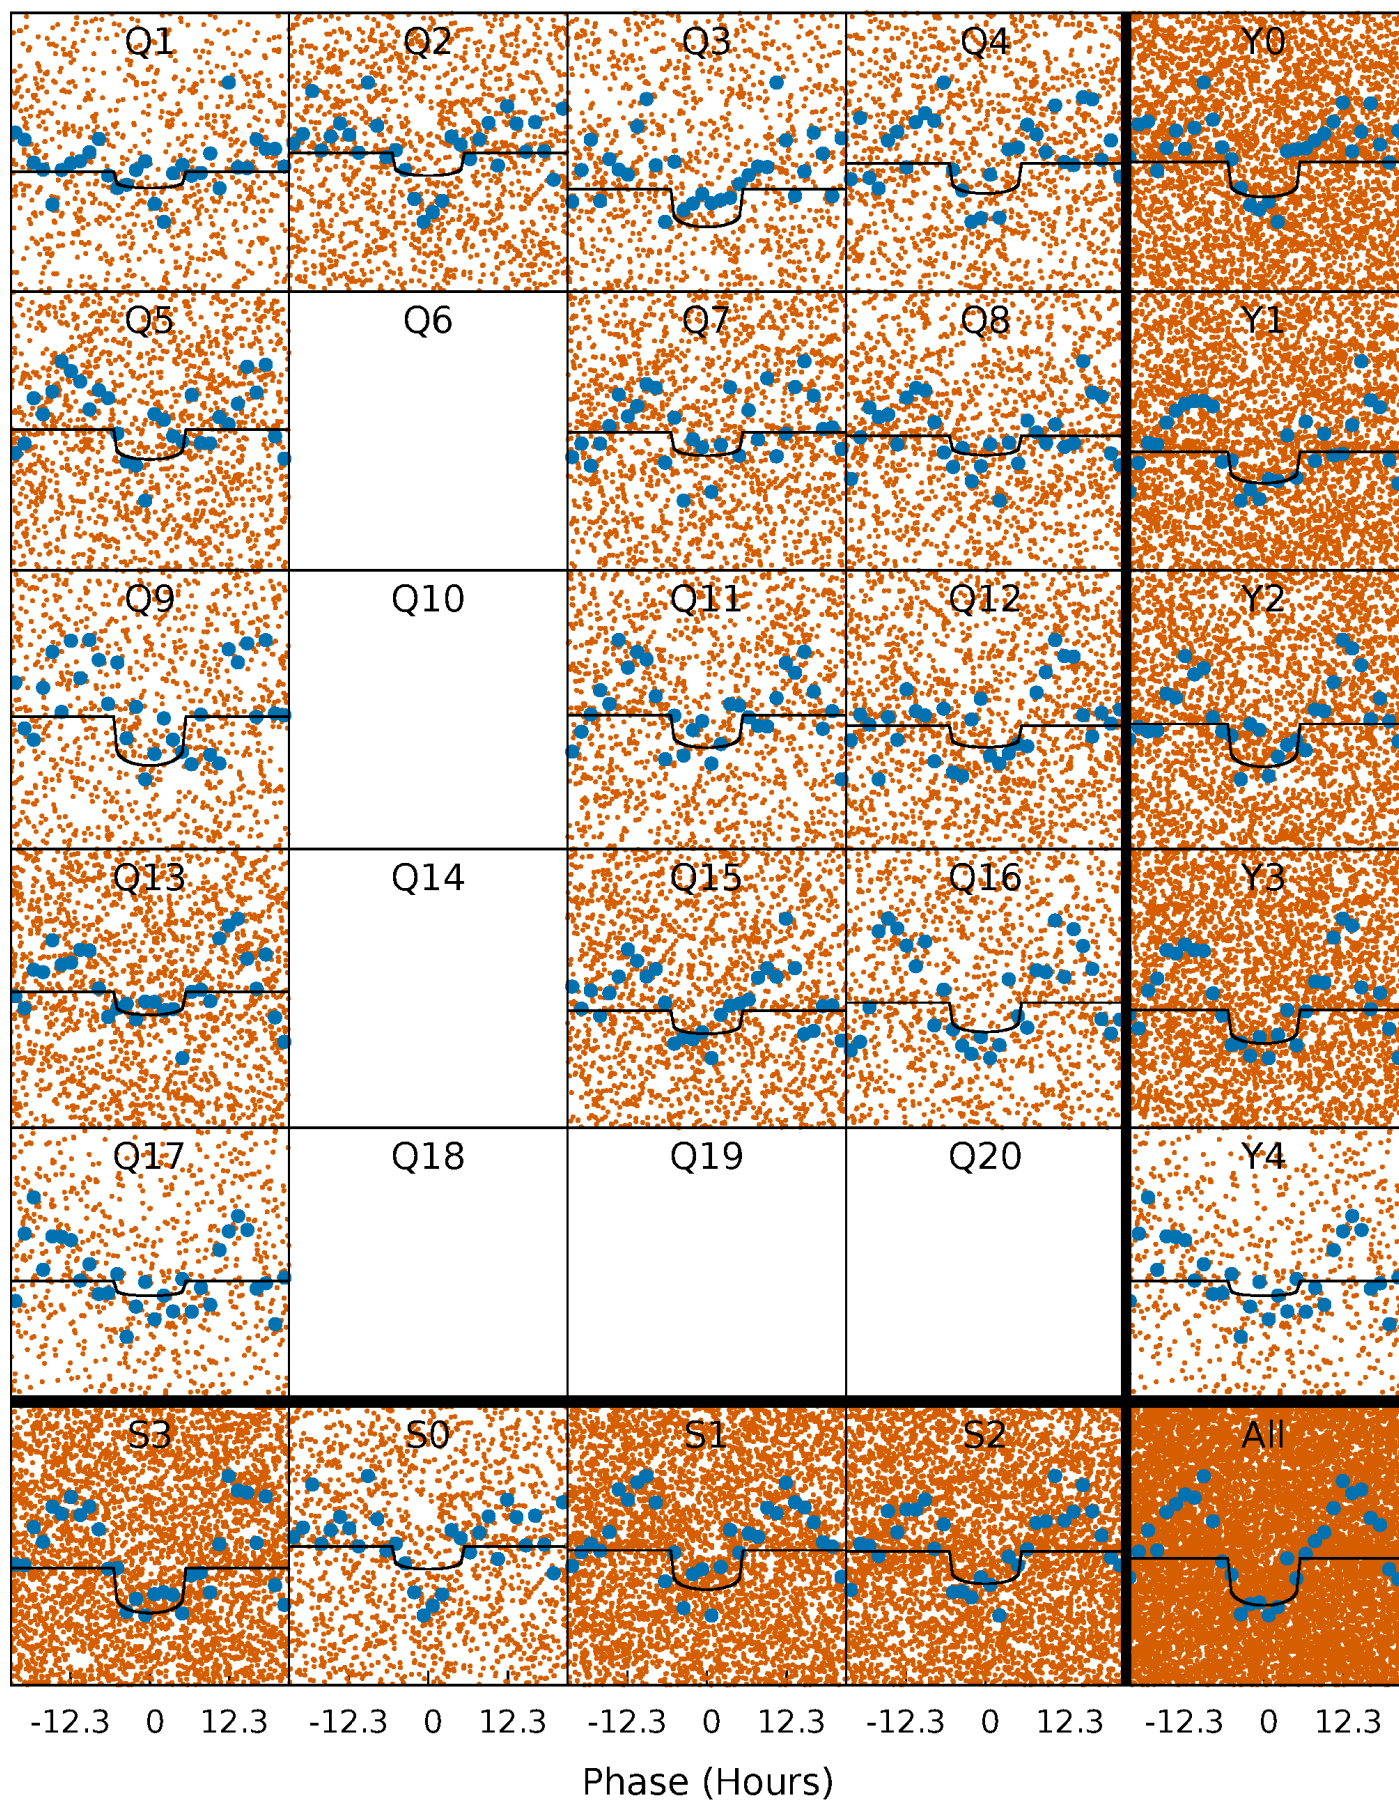 Q1 Q2 Q3 Q4 Y0
Q5 Q6 Q7 Q8 Y1
Q9 Q10 Q11 Q12 Y2
Q13 Q14 Q15 Q16 Y3
Q17 Q18 Q19 Q20 Y4
S3 S0 S1 S2 All
-12.3 0 12.3 -12.3 0 12.3 -12.3 0 12.3 -12.3 0 12.3 -12.3 0 12.3
Phase (Hours)